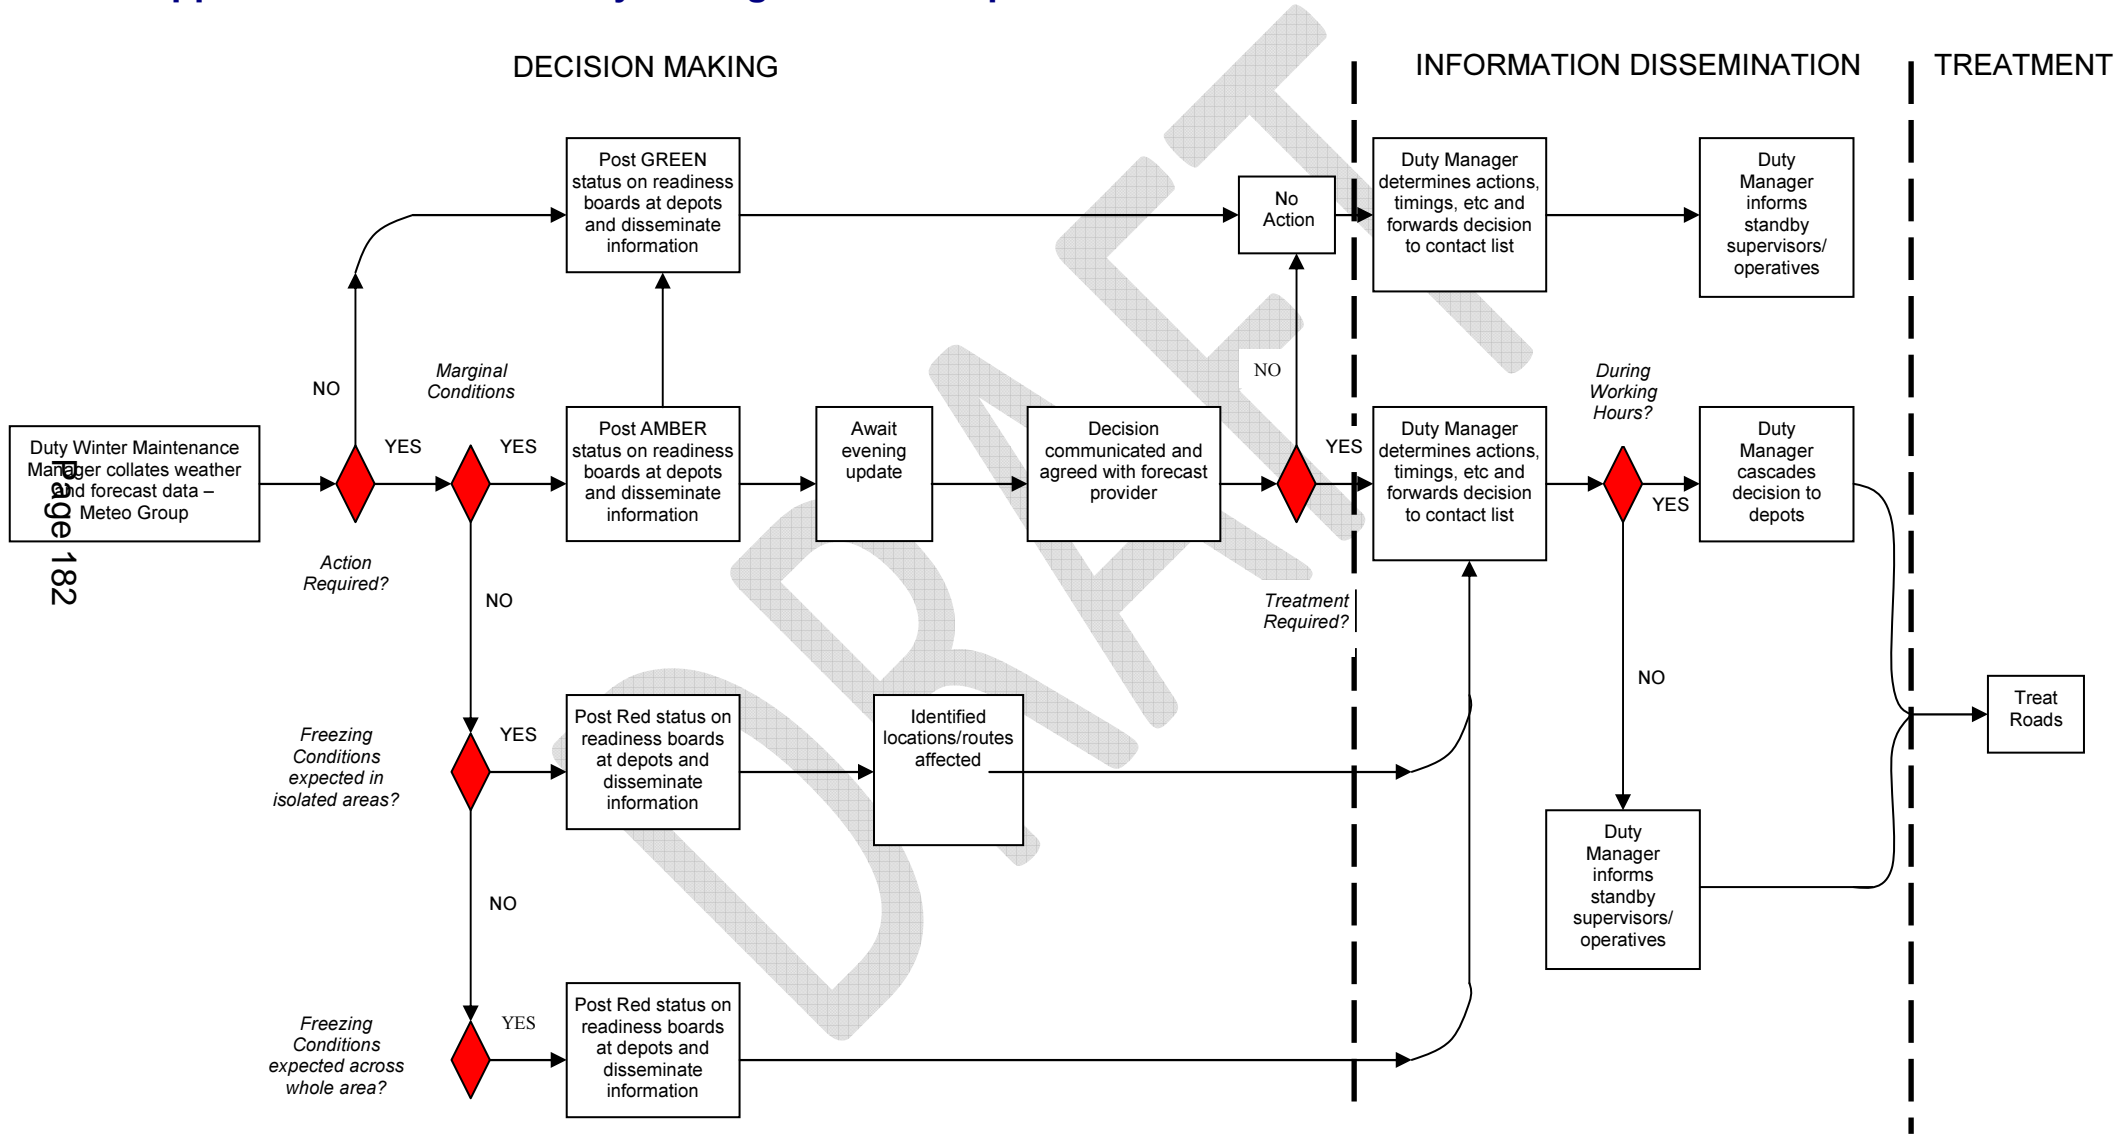 DECISION MAKING
INFORMATION DISSEMINATION
TREATMENT
Post GREEN
status on readiness
boards at depots
and disseminate
information
No
Action
Duty Manager
determines actions,
timings, etc and
forwards decision
to contact list
Duty
Manager
informs
standby
supervisors/
operatives
NO
Marginal
Conditions
NO
During
Working
Hours?
Duty Winter Maintenance
Manager collates weather
and forecast data –
Meteo Group
YES
YES
Post AMBER
status on readiness
boards at depots
and disseminate
information
Await
evening
update
Decision
communicated and
agreed with forecast
provider
YES
Duty Manager
determines actions,
timings, etc and
forwards decision
to contact list
YES
Duty
Manager
cascades
decision to
depots
Page 182
Action
Required?
NO
Treatment
Required?
NO
Freezing
Conditions
expected in
isolated areas?
YES
Post Red status on
readiness boards
at depots and
disseminate
information
Identified
locations/routes
affected
Treat
Roads
NO
Duty
Manager
informs
standby
supervisors/
operatives
Freezing
Conditions
expected across
whole area?
YES
Post Red status on
readiness boards
at depots and
disseminate
information
DRAFT